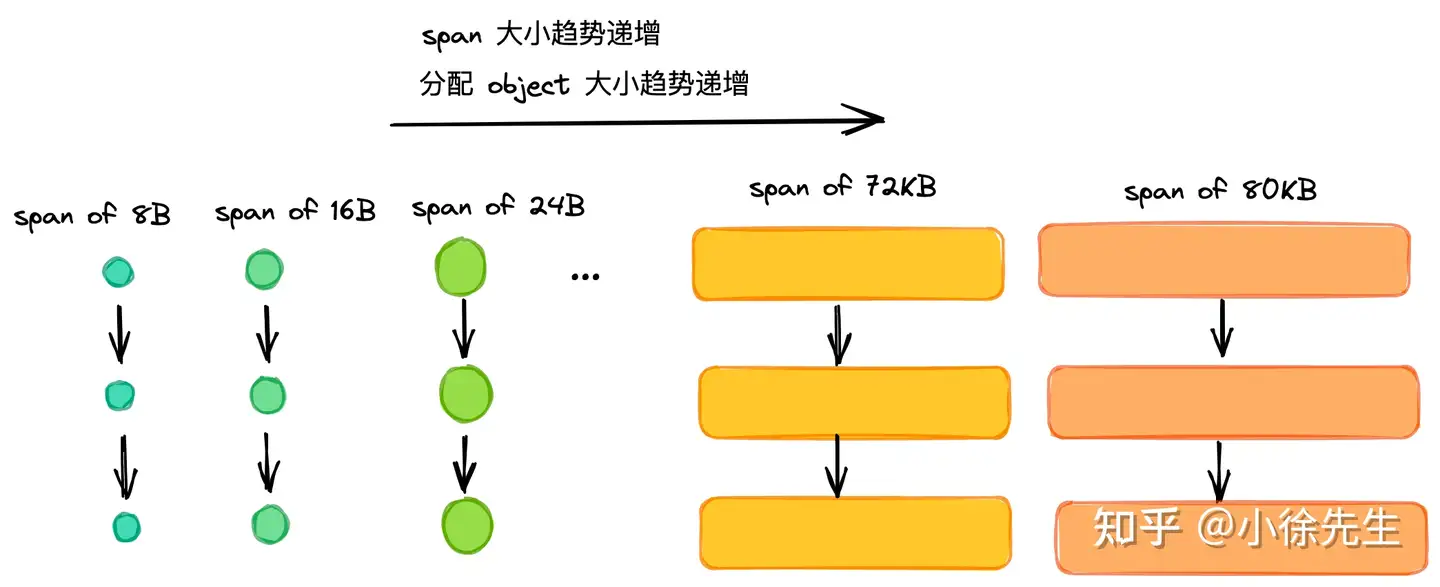 span 大小趋势递增
分配 object 大小趋势递增
span of 8B
span of 16B
span of 24B
...
span of 72KB
span of 80KB
知乎 @小徐先生